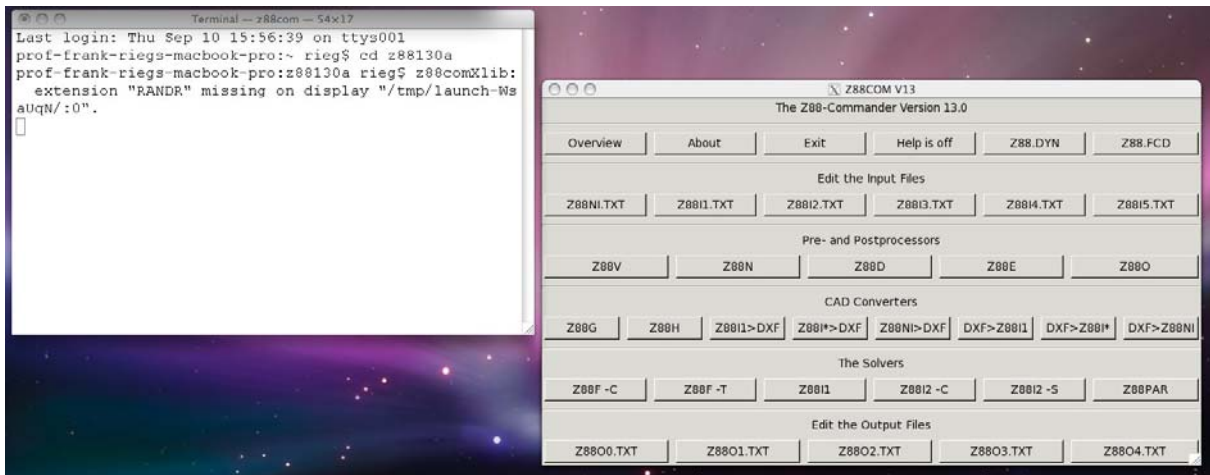 Terminal — z88com — 54×17
Last login: Thu Sep 10 15:56:39 on ttys001
prof-frank-riegs-macbook-pro:~ rieg$ cd z88130a
prof-frank-riegs-macbook-pro:z88130a rieg$ z88comXlib:
extension "RANDR" missing on display "/tmp/launch-Ws
aUqN/:0".
Z88COM V13
The Z88-Commander Version 13.0
Overview About Exit Help is off Z88.DYN Z88.FCD
Edit the Input Files
Z88NI.TXT Z88I1.TXT Z88I2.TXT Z88I3.TXT Z88I4.TXT Z88I5.TXT
Pre- and Postprocessors
Z88V Z88N Z88D Z88E Z88O
CAD Converters
Z88G Z88H Z88I1>DXF Z88I*>DXF Z88NI>DXF DXF>Z88I1 DXF>Z88I* DXF>Z88NI
The Solvers
Z88F -C Z88F -T Z88I1 Z88I2 -C Z88I2 -S Z88PAR
Edit the Output Files
Z88O0.TXT Z88O1.TXT Z88O2.TXT Z88O3.TXT Z88O4.TXT